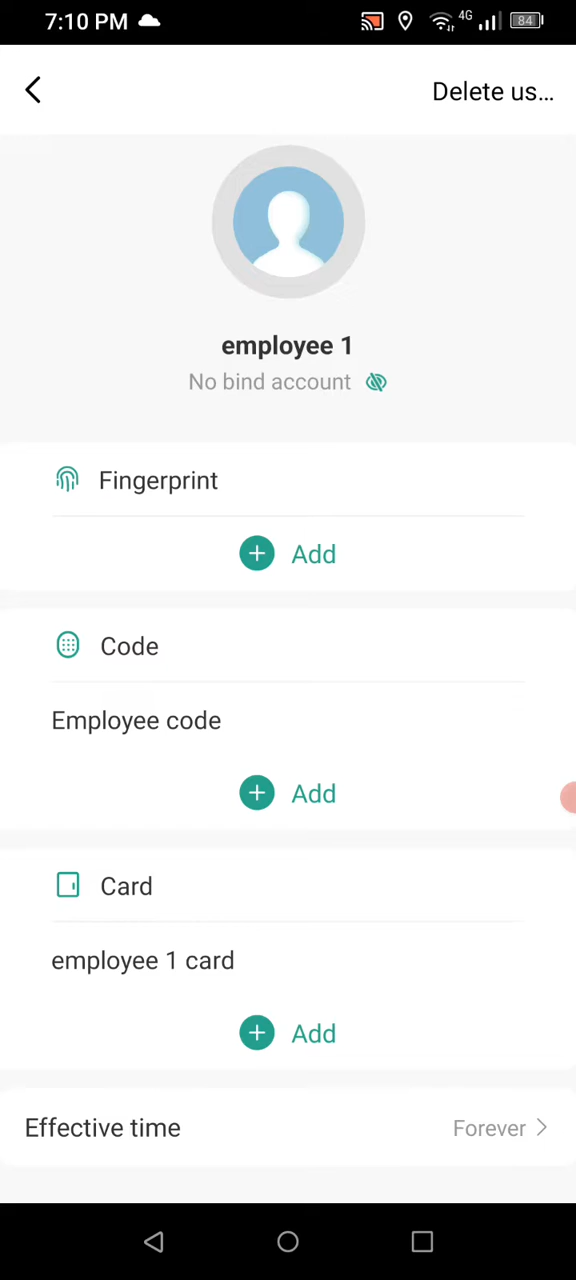 7:10 PM 4G 84
Delete us...
employee 1
No bind account
Fingerprint
Add
Code
Employee code
Add
Card
employee 1 card
Add
Effective time Forever